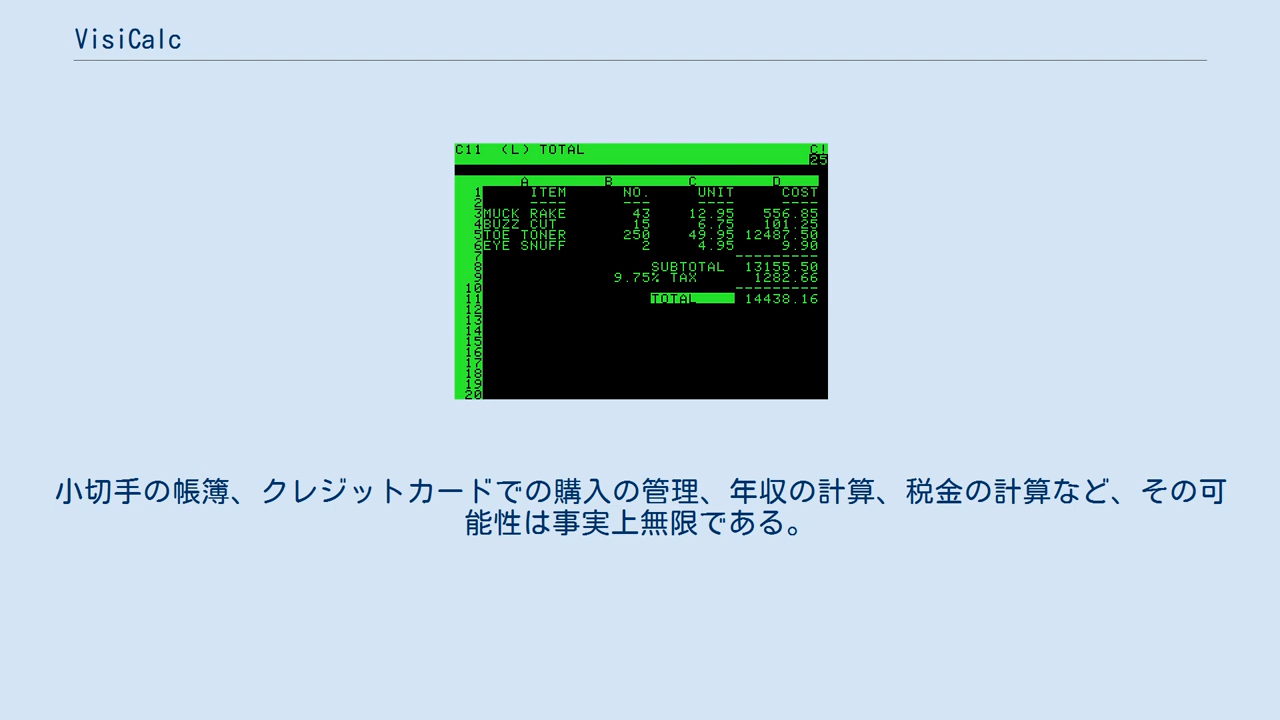 VisiCalc
C11 (L) TOTAL C!
25
A B C D
1 ITEM NO. UNIT COST
2 ---- --- ---- ----
3 MUCK RAKE 43 12.95 556.85
4 BUZZ CUT 15 6.75 101.25
5 TOE TONER 250 49.95 12487.50
6 EYE SNUFF 2 4.95 9.90
7 ---------
8 SUBTOTAL 13155.50
9 9.75% TAX 1282.66
10 ---------
11 TOTAL 14438.16
12
13
14
15
16
17
18
19
20
小切手の帳簿、クレジットカードでの購入の管理、年収の計算、税金の計算など、その可
能性は事実上無限である。